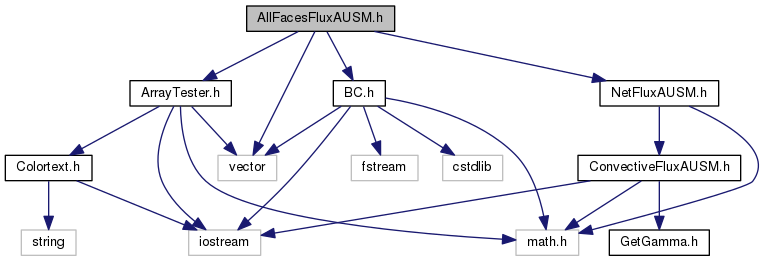 AllFacesFluxAUSM.h
ArrayTester.h
BC.h
NetFluxAUSM.h
Colortext.h
vector
fstream
cstdlib
ConvectiveFluxAUSM.h
string
iostream
math.h
GetGamma.h